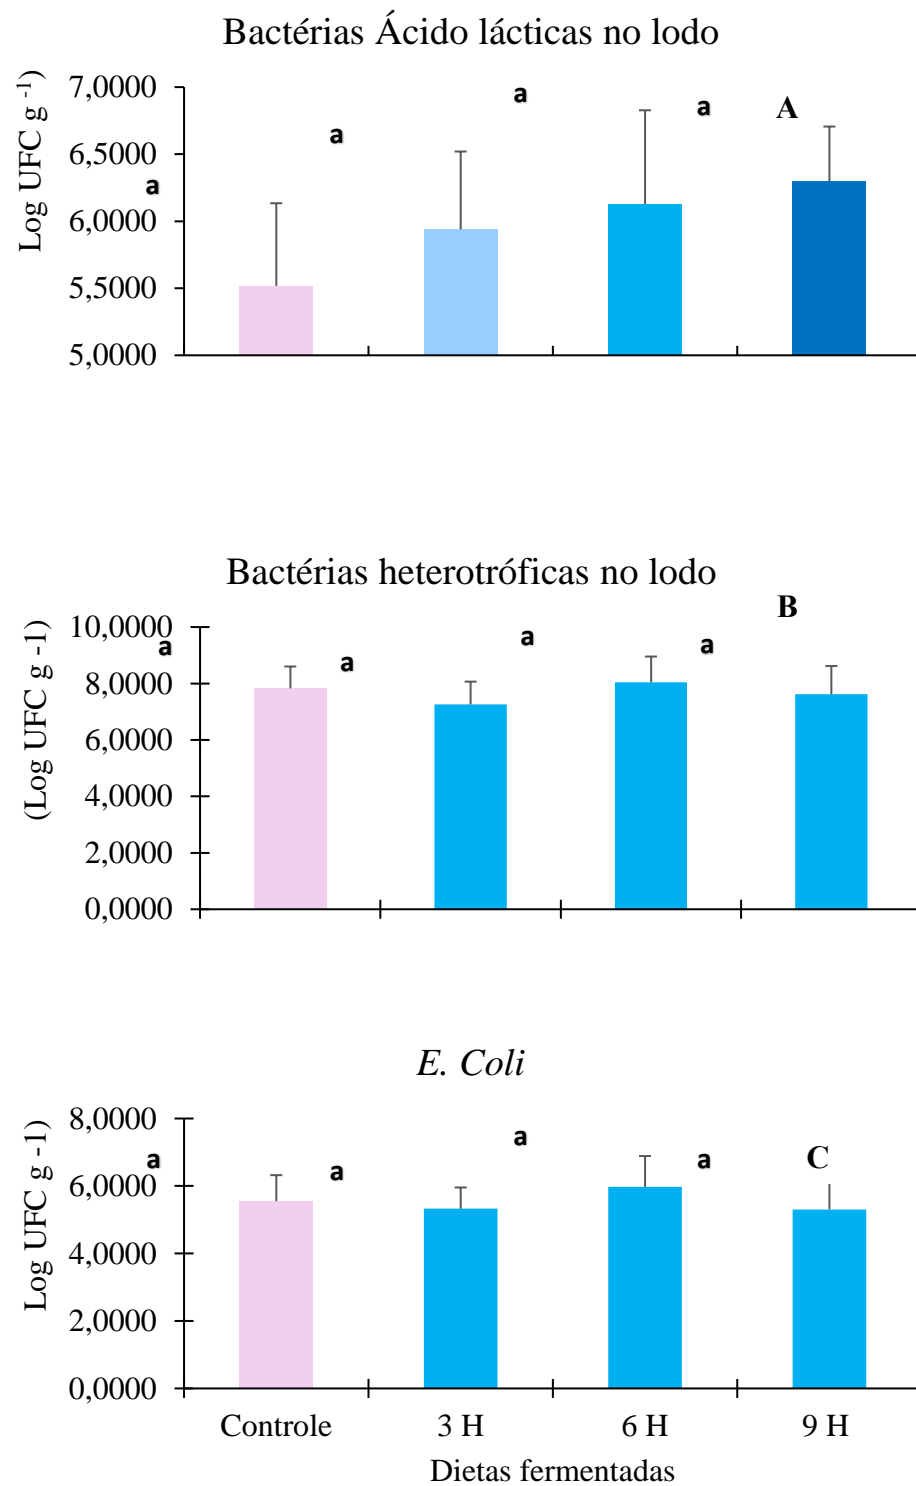 Bactérias Ácido lácticas no lodo
Log UFC g -1)
7,0000
6,5000
6,0000
5,5000
5,0000
a
a
a
a
A
Bactérias heterotróficas no lodo
(Log UFC g -1)
10,0000
8,0000
6,0000
4,0000
2,0000
0,0000
a
a
a
a
B
E. Coli
Log UFC g -1)
8,0000
6,0000
4,0000
2,0000
0,0000
a
a
a
a
C
Controle 3 H 6 H 9 H
Dietas fermentadas